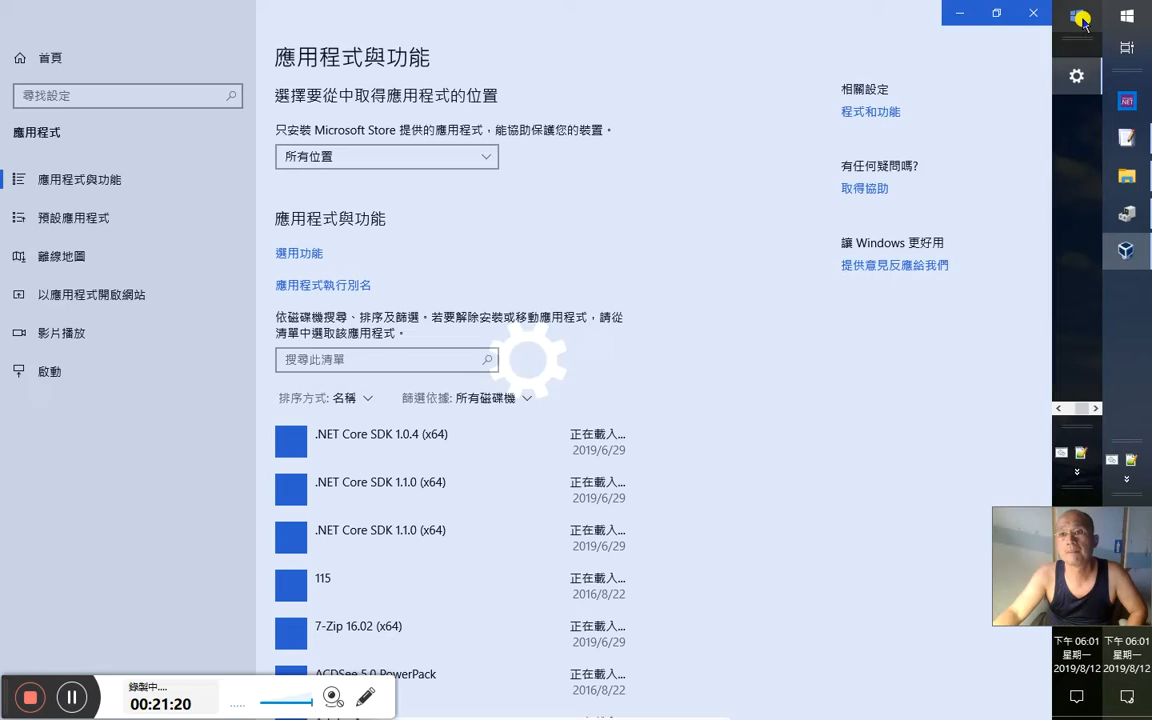 首頁
尋找設定
應用程式
應用程式與功能
預設應用程式
離線地圖
以應用程式開啟網站
影片播放
啟動
應用程式與功能
選擇要從中取得應用程式的位置
只安裝 Microsoft Store 提供的應用程式，能協助保護您的裝置。
所有位置
應用程式與功能
選用功能
應用程式執行別名
依磁碟機搜尋、排序及篩選。若要解除安裝或移動應用程式，請從
清單中選取該應用程式。
搜尋此清單
排序方式: 名稱 篩選依據: 所有磁碟機
.NET Core SDK 1.0.4 (x64) 正在載入...
2019/6/29
.NET Core SDK 1.1.0 (x64) 正在載入...
2019/6/29
.NET Core SDK 1.1.0 (x64) 正在載入...
2019/6/29
115 正在載入...
2016/8/22
7-Zip 16.02 (x64) 正在載入...
2019/6/29
ACDSee 5.0 PowerPack 正在載入...
2016/8/22
相關設定
程式和功能
有任何疑問嗎?
取得協助
讓 Windows 更好用
提供意見反應給我們
錄製中....
00:21:20
下午 06:01 下午 06:01
星期一 星期一
2019/8/12 2019/8/12